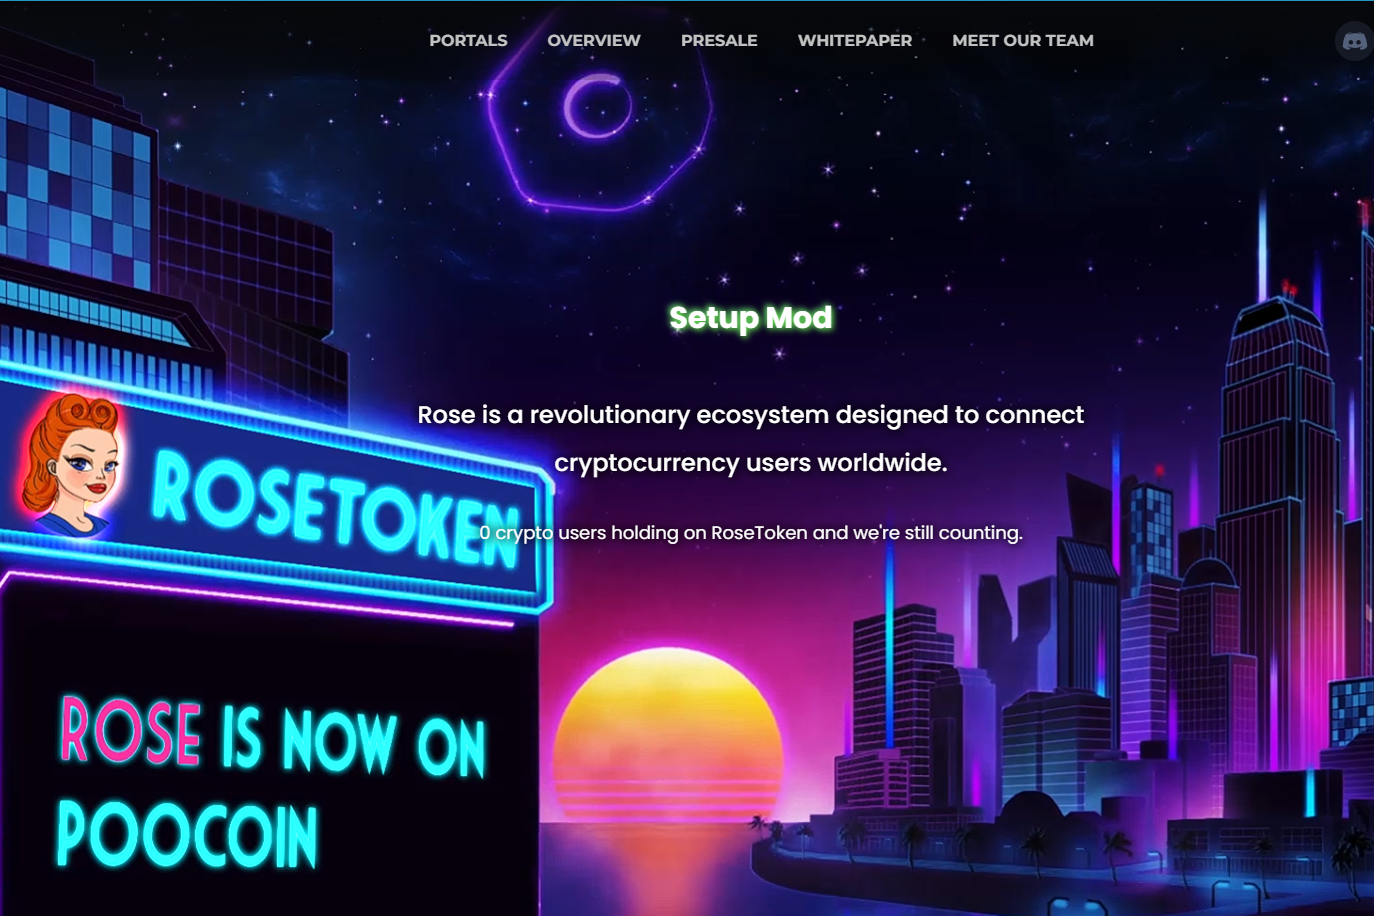 PORTALS OVERVIEW PRESALE WHITEPAPER MEET OUR TEAM
Setup Mod
Rose is a revolutionary ecosystem designed to connect
cryptocurrency users worldwide.
0 crypto users holding on RoseToken and we're still counting.
ROSETOKEN
ROSE IS NOW ON
POOCOIN